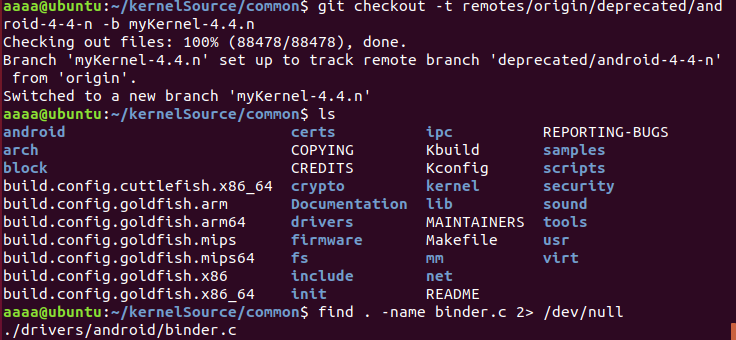 aaaa@ubuntu:~/kernelSource/common$ git checkout -t remotes/origin/deprecated/and
roid-4-4-n -b myKernel-4.4.n
Checking out files: 100% (88478/88478), done.
Branch 'myKernel-4.4.n' set up to track remote branch 'deprecated/android-4-4-n'
 from 'origin'.
Switched to a new branch 'myKernel-4.4.n'
aaaa@ubuntu:~/kernelSource/common$ ls
android                        certs          ipc          REPORTING-BUGS
arch                           COPYING        Kbuild       samples
block                          CREDITS        Kconfig      scripts
build.config.cuttlefish.x86_64 crypto         kernel       security
build.config.goldfish.arm      Documentation  lib          sound
build.config.goldfish.arm64    drivers        MAINTAINERS  tools
build.config.goldfish.mips     firmware       Makefile     usr
build.config.goldfish.mips64   fs             mm           virt
build.config.goldfish.x86      include        net
build.config.goldfish.x86_64   init           README
aaaa@ubuntu:~/kernelSource/common$ find . -name binder.c 2> /dev/null
./drivers/android/binder.c